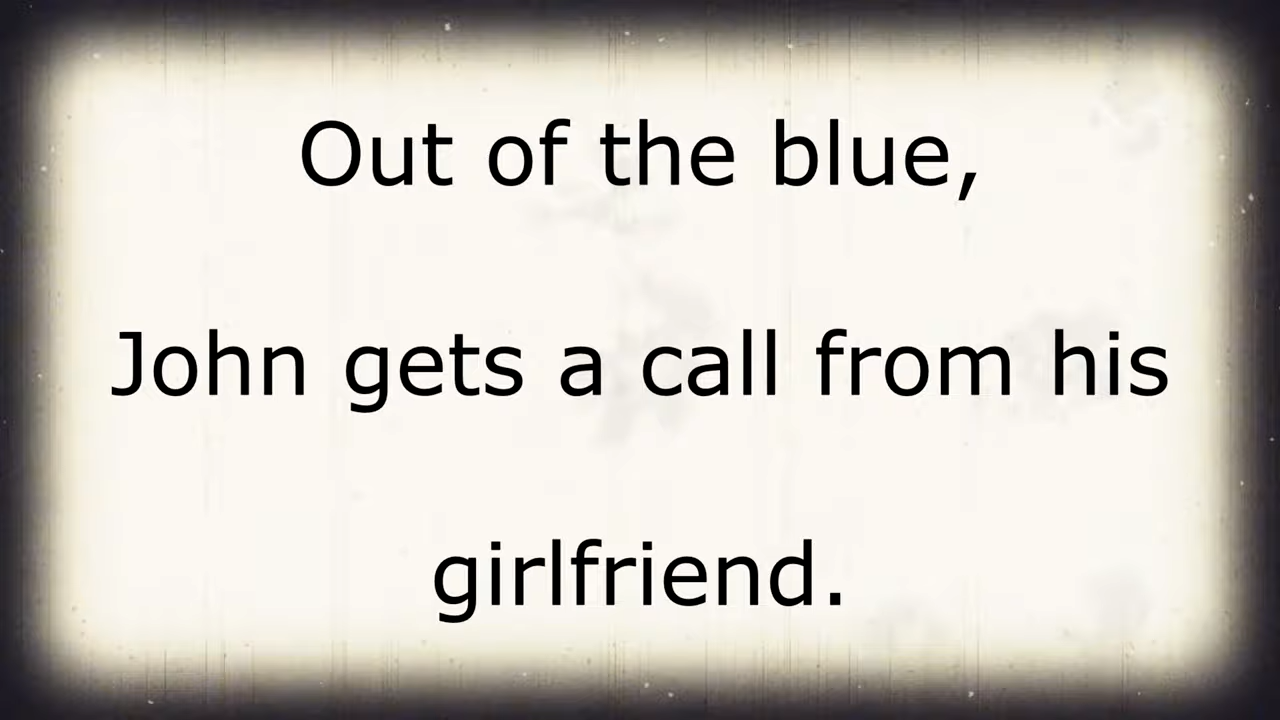 Out of the blue,
John gets a call from his
girlfriend.